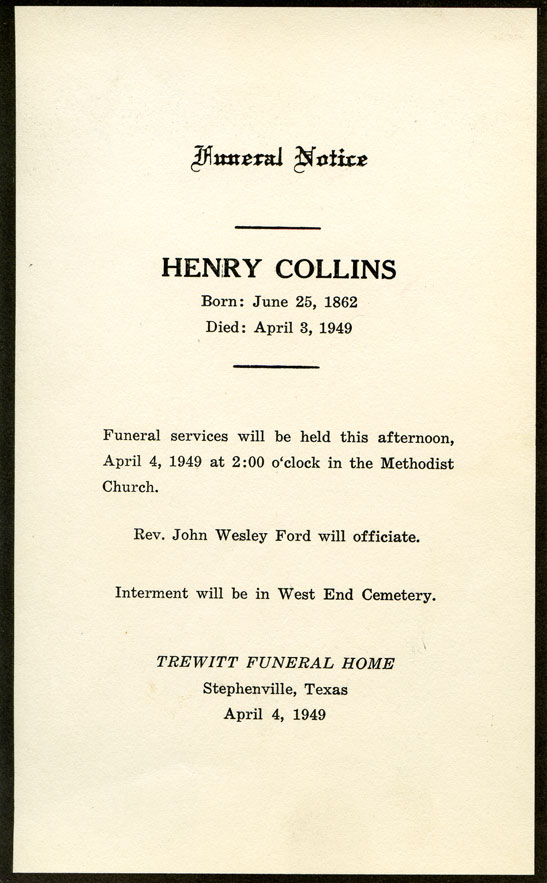 Funeral Notice
HENRY COLLINS
Born: June 25, 1862
Died: April 3, 1949
Funeral services will be held this afternoon,
April 4, 1949 at 2:00 o'clock in the Methodist
Church.
Rev. John Wesley Ford will officiate.
Interment will be in West End Cemetery.
TREWITT FUNERAL HOME
Stephenville, Texas
April 4, 1949